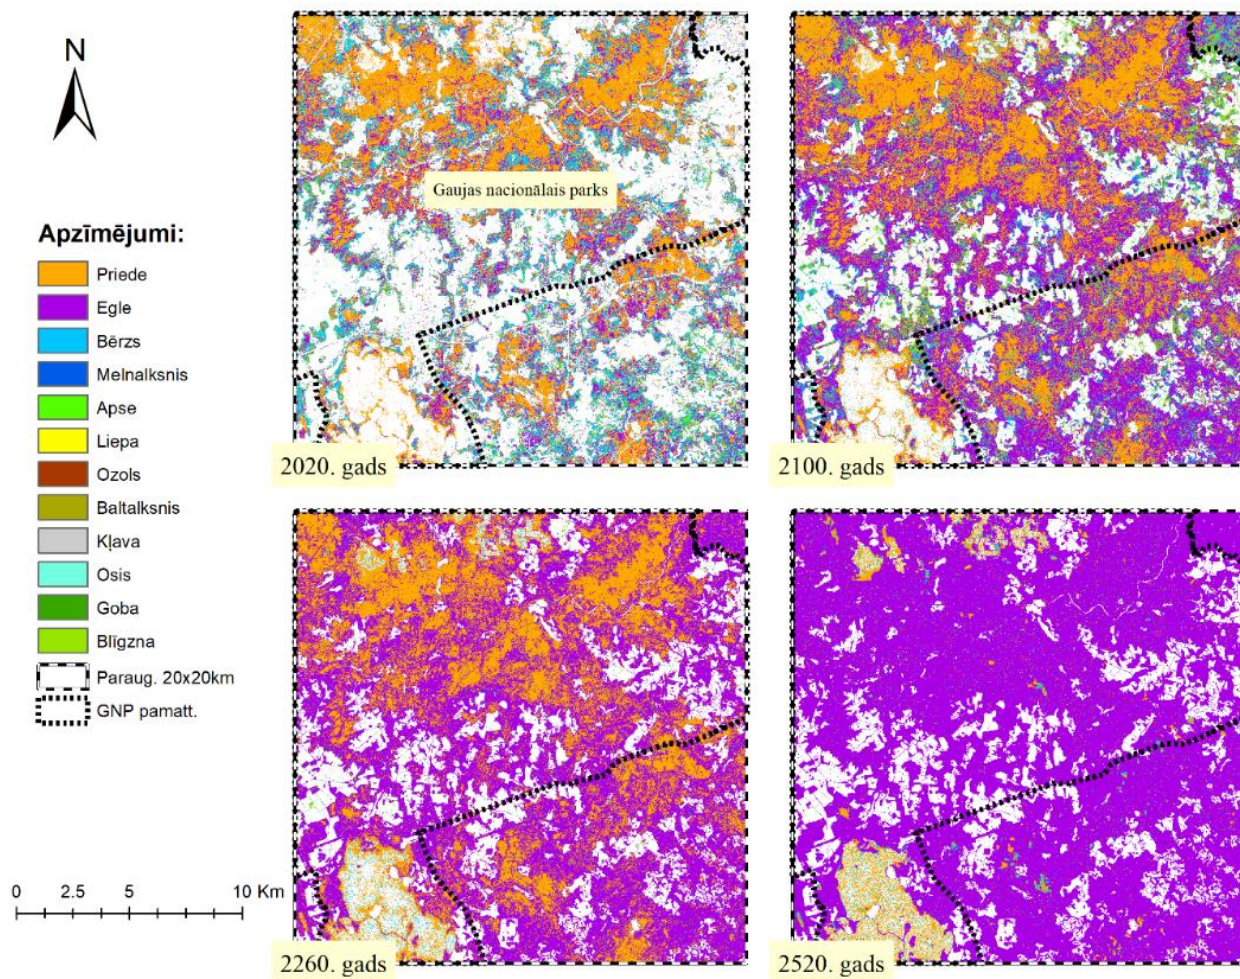 N
Apzīmējumi:
Priede
Egle
Bērzs
Melnalksnis
Apse
Liepa
Ozols
Baltalksnis
Kļava
Osis
Goba
Blīgzna
Paraug. 20x20km
GNP pamatt.
0 2.5 5 10 Km
Gaujas nacionālais parks
2020. gads
2100. gads
2260. gads
2520. gads